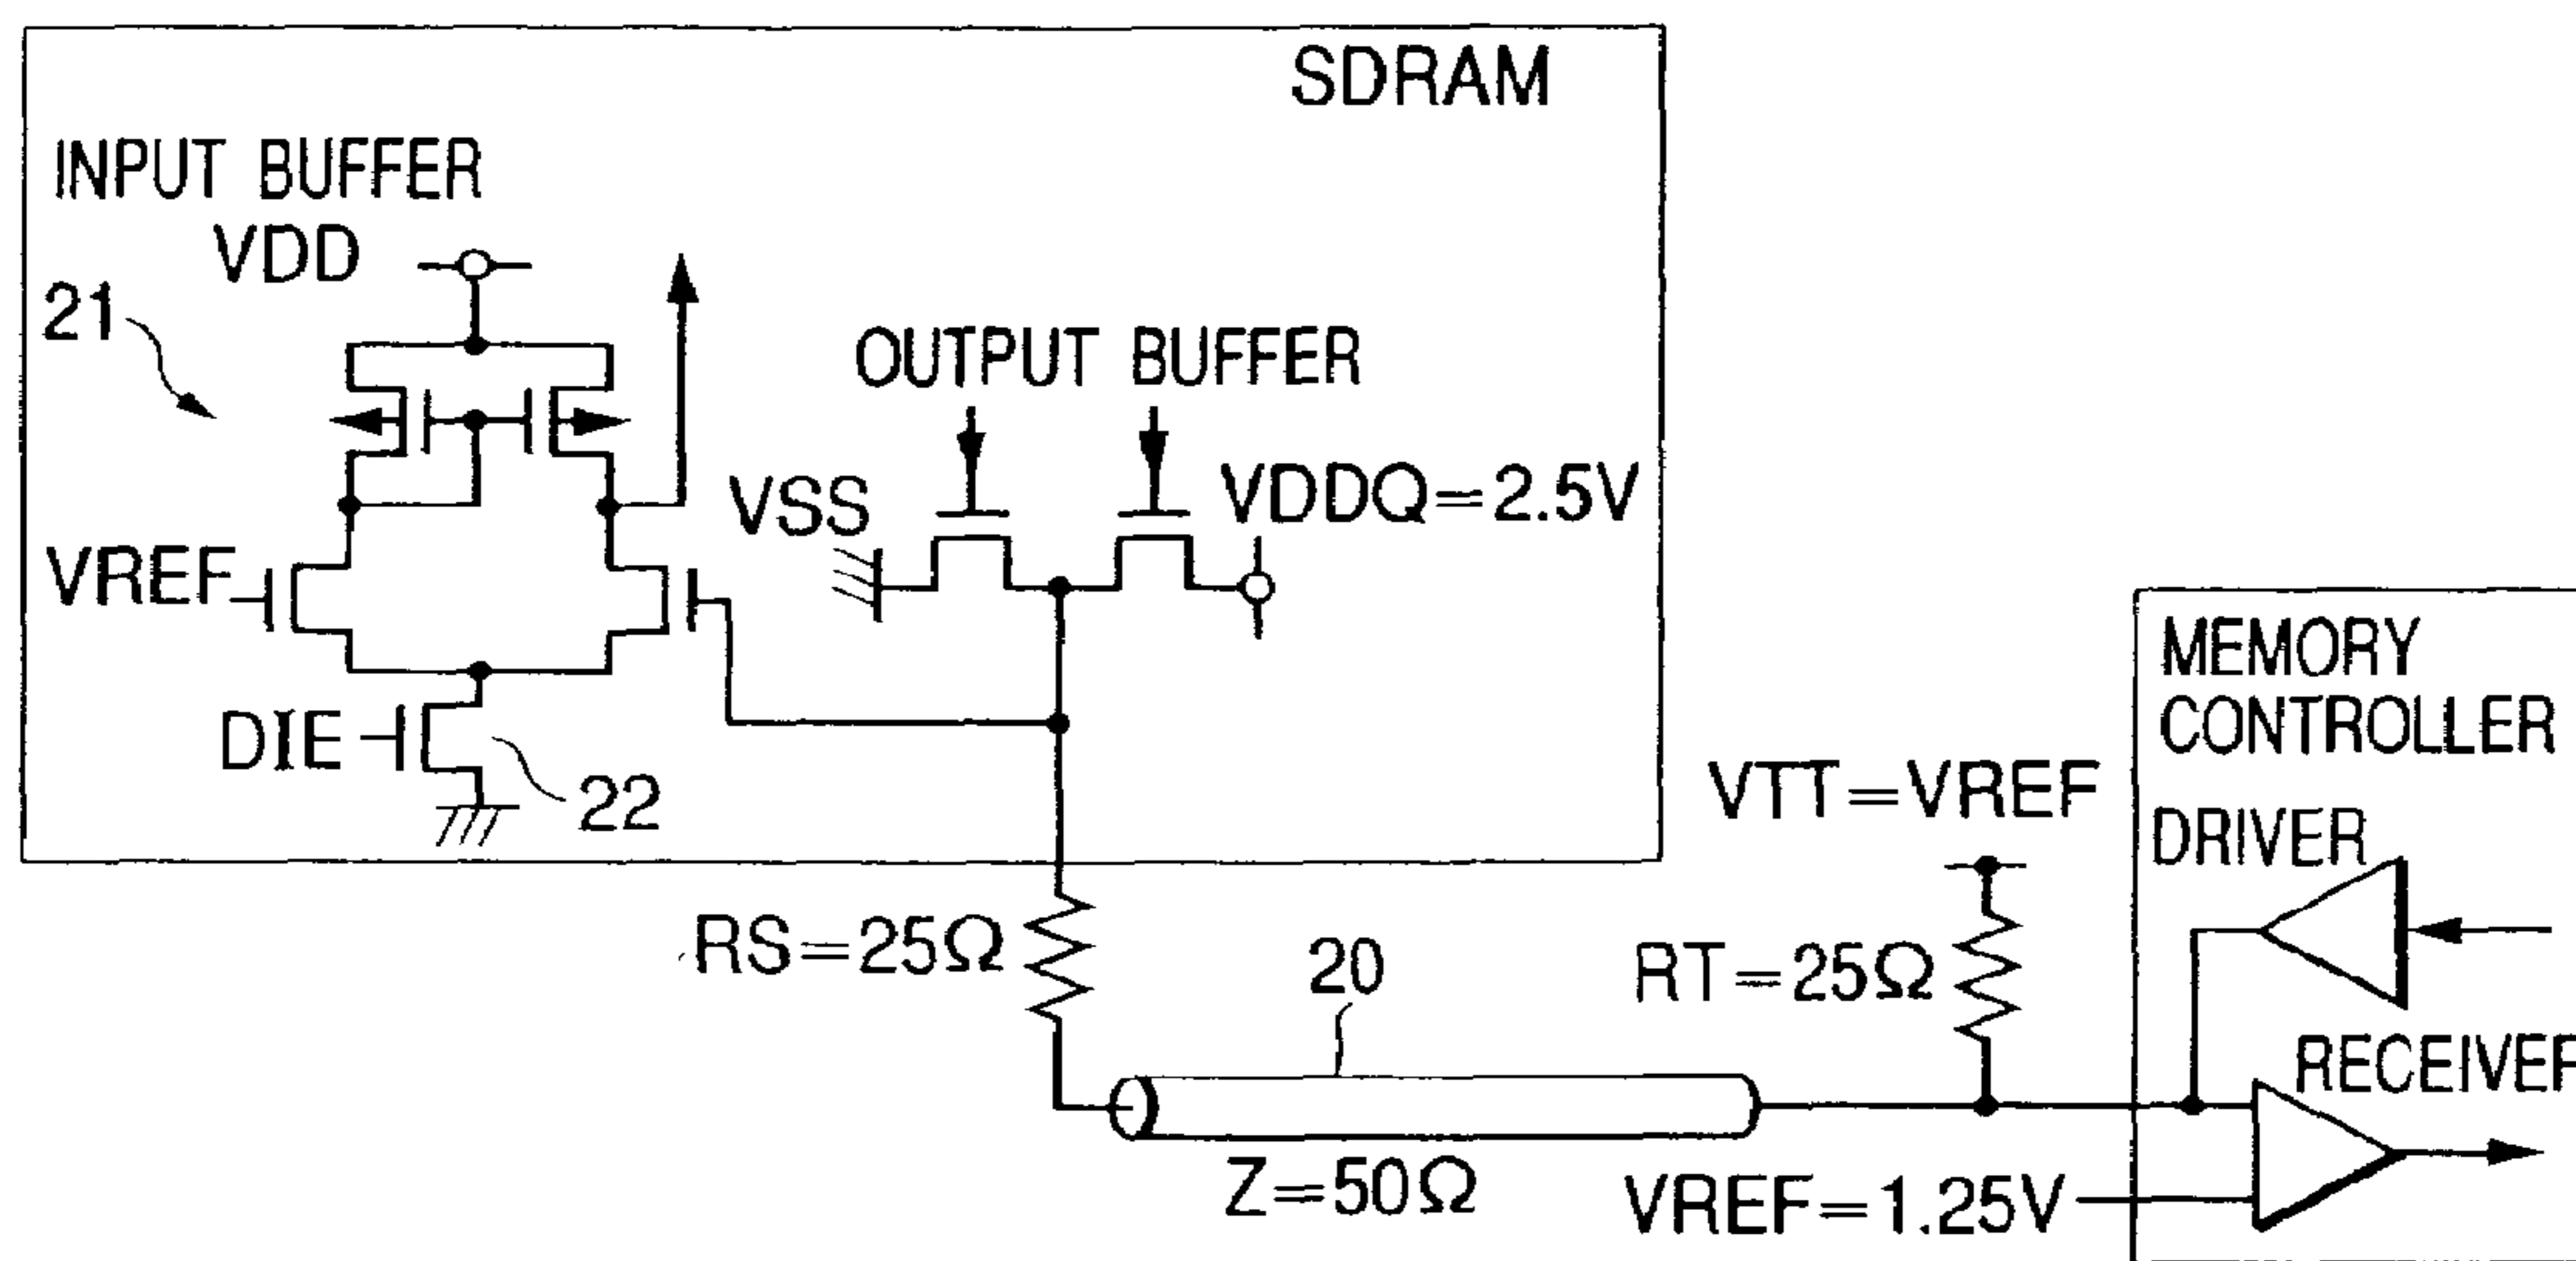 SDRAM
INPUT BUFFER
VDD
21
OUTPUT BUFFER
VSS
VDDQ=2.5V
VREF
DIE
22
MEMORY
CONTROLLER
VTT=VREF
DRIVER
RS=25Ω
20
RT=25Ω
RECEIVER
Z=50Ω
VREF=1.25V